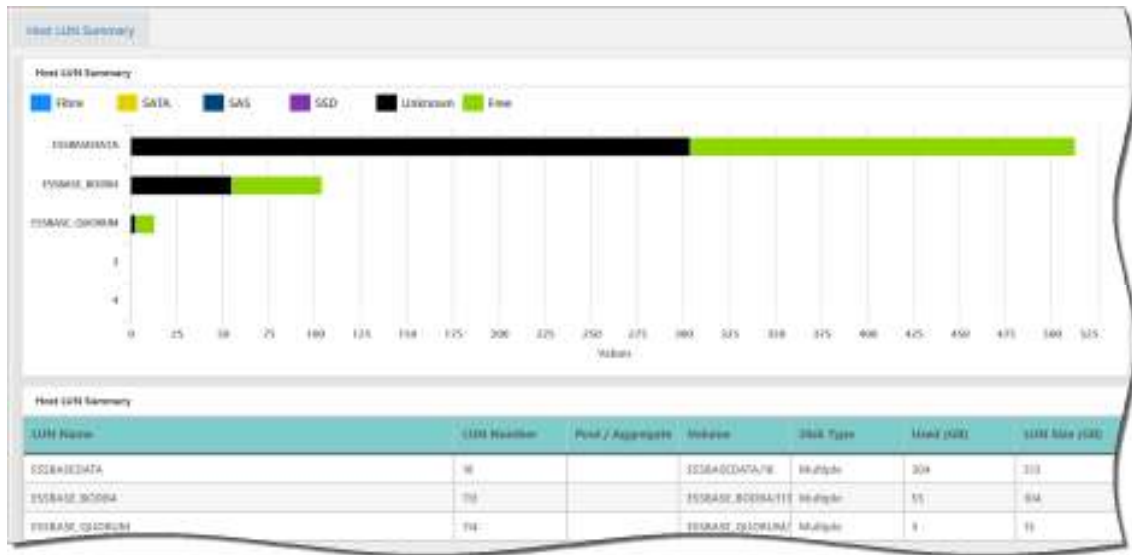 Host LUN Summary
Host LUN Summary
Fibre SATA SAS SSD Unknown Free
ESSBASEDATA
ESSBASE_QUORUM
3
4
0 25 50 75 100 125 150 175 200 225 250 275 300 325 350 375 400 425 450 475 500 525
Values
Host LUN Summary
LUN Name LUN Number Pool / Aggregate Volume Disk Type Used (GB) LUN Size (GB)
ESSBASEDATA Multiple 304
Multiple 55 104
ESSBASE_QUORUM Multiple